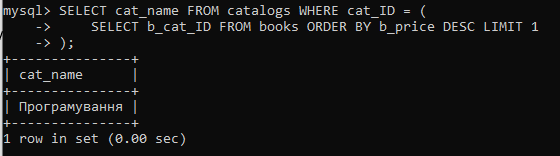 mysql> SELECT cat_name FROM catalogs WHERE cat_ID = (
    ->     SELECT b_cat_ID FROM books ORDER BY b_price DESC LIMIT 1
    -> );
+---------------+
| cat_name      |
+---------------+
| Програмування |
+---------------+
1 row in set (0.00 sec)